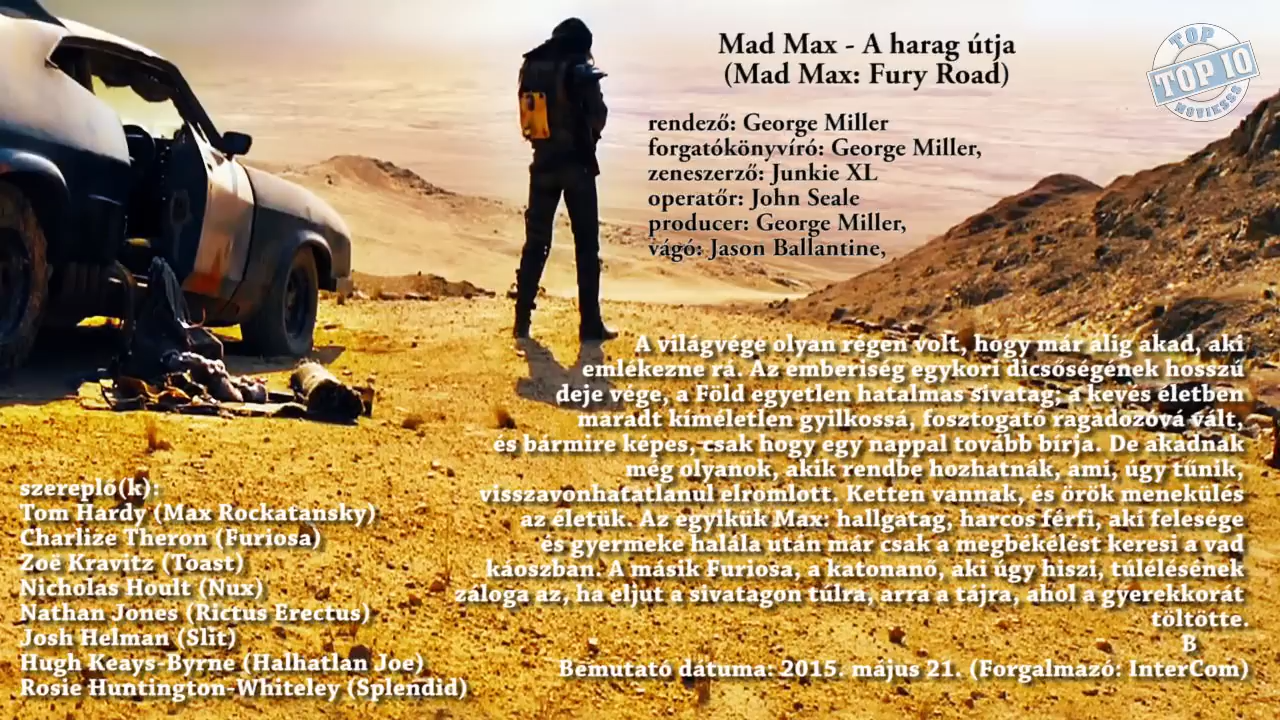 Mad Max - A harag útja
(Mad Max: Fury Road)
TOP
TOP 10
MOVIKSSS
rendező: George Miller
forgatókönyvíró: George Miller,
zeneszerző: Junkie XL
operatőr: John Seale
producer: George Miller,
vágó: Jason Ballantine,
A világvége olyan régen volt, hogy már álig akad, aki
emlékezne rá. Az emberiség egykori dicsőségének hosszú
deje vége, a Föld egyetlen hatalmas sivatag; a kevés életben
maradt kíméletlen gyilkossá, fosztogató ragadozóvá vált,
és bármire képes, csak hogy egy nappal tovább bírja. De akadnak
még olyanok, akik rendbe hozhatnák, ami, úgy tűnik,
visszavonhatatlanul elromlott. Ketten vannak, és örök menekülés
az életük. Az egyikük Max: hallgatag, harcos férfi, aki felesége
és gyermeke halála után már csak a megbékélést keresi a vad
káoszban. A másik Furiosa, a katonanő, aki úgy hiszi, túlélésének
záloga az, ha eljut a sivatagon túlra, arra a tájra, ahol a gyerekkorát
töltötte.
B
Bemutató dátuma: 2015. május 21. (Forgalmazó: InterCom)
szereplő(k):
Tom Hardy (Max Rockatansky)
Charlize Theron (Furiosa)
Zoë Kravitz (Toast)
Nicholas Hoult (Nux)
Nathan Jones (Rictus Erectus)
Josh Helman (Slit)
Hugh Keays-Byrne (Halhatlan Joe)
Rosie Huntington-Whiteley (Splendid)